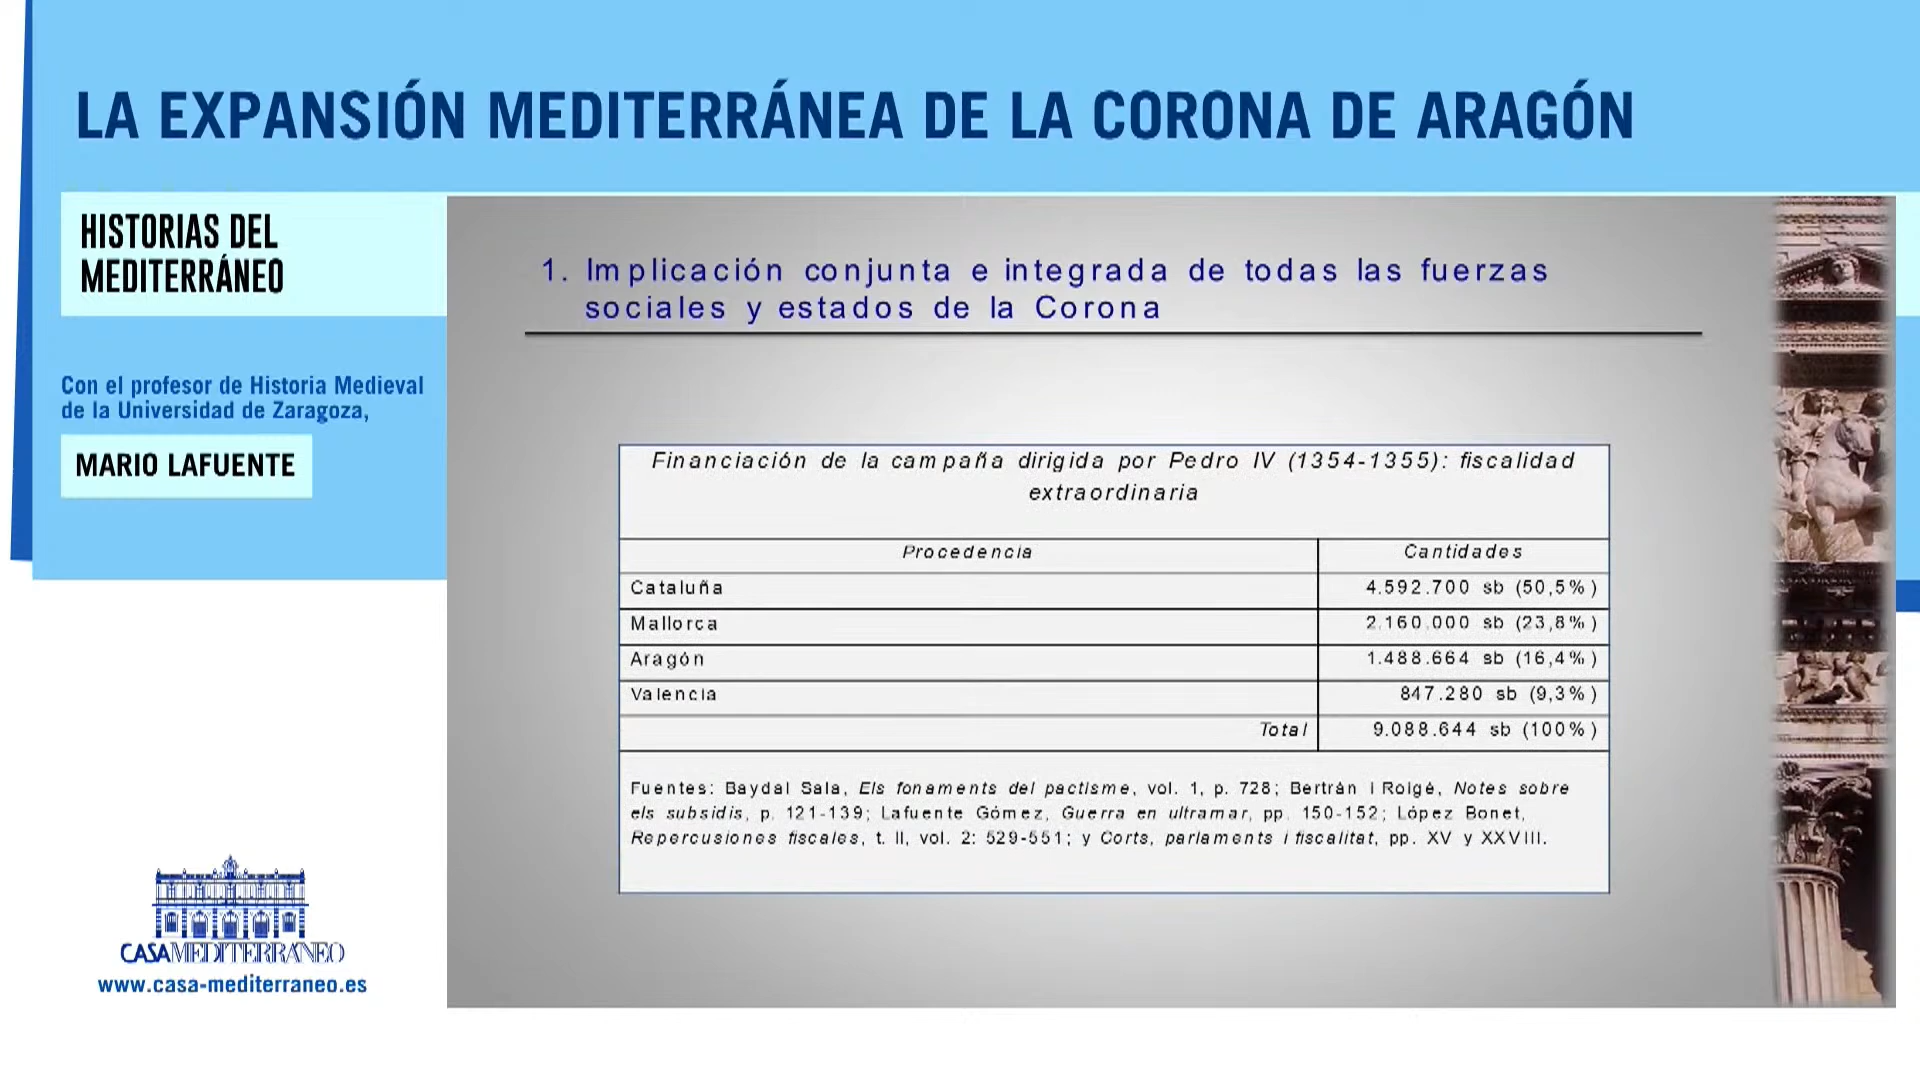 LA EXPANSIÓN MEDITERRÁNEA DE LA CORONA DE ARAGÓN
HISTORIAS DEL
MEDITERRÁNEO
Con el profesor de Historia Medieval
de la Universidad de Zaragoza,
MARIO LAFUENTE
1. Implicación conjunta e integrada de todas las fuerzas
sociales y estados de la Corona
Financiación de la campaña dirigida por Pedro IV (1354-1355): fiscalidad
extraordinaria
Procedencia Cantidades
Cataluña 4.592.700 sb (50,5%)
Mallorca 2.160.000 sb (23,8%)
Aragón 1.488.664 sb (16,4%)
Valencia 847.280 sb (9,3%)
Total 9.088.644 sb (100%)
Fuentes: Baydal Sala, Els fonaments del pactisme, vol. 1, p. 728; Bertrán i Roigé, Notes sobre
els subsidis, p. 121-139; Lafuente Gómez, Guerra en ultramar, pp. 150-152; López Bonet,
Repercusiones fiscales, t. II, vol. 2: 529-551; y Corts, parlaments i fiscalitat, pp. XV y XXVIII.
CASA MEDITERRÁNEO
www.casa-mediterraneo.es